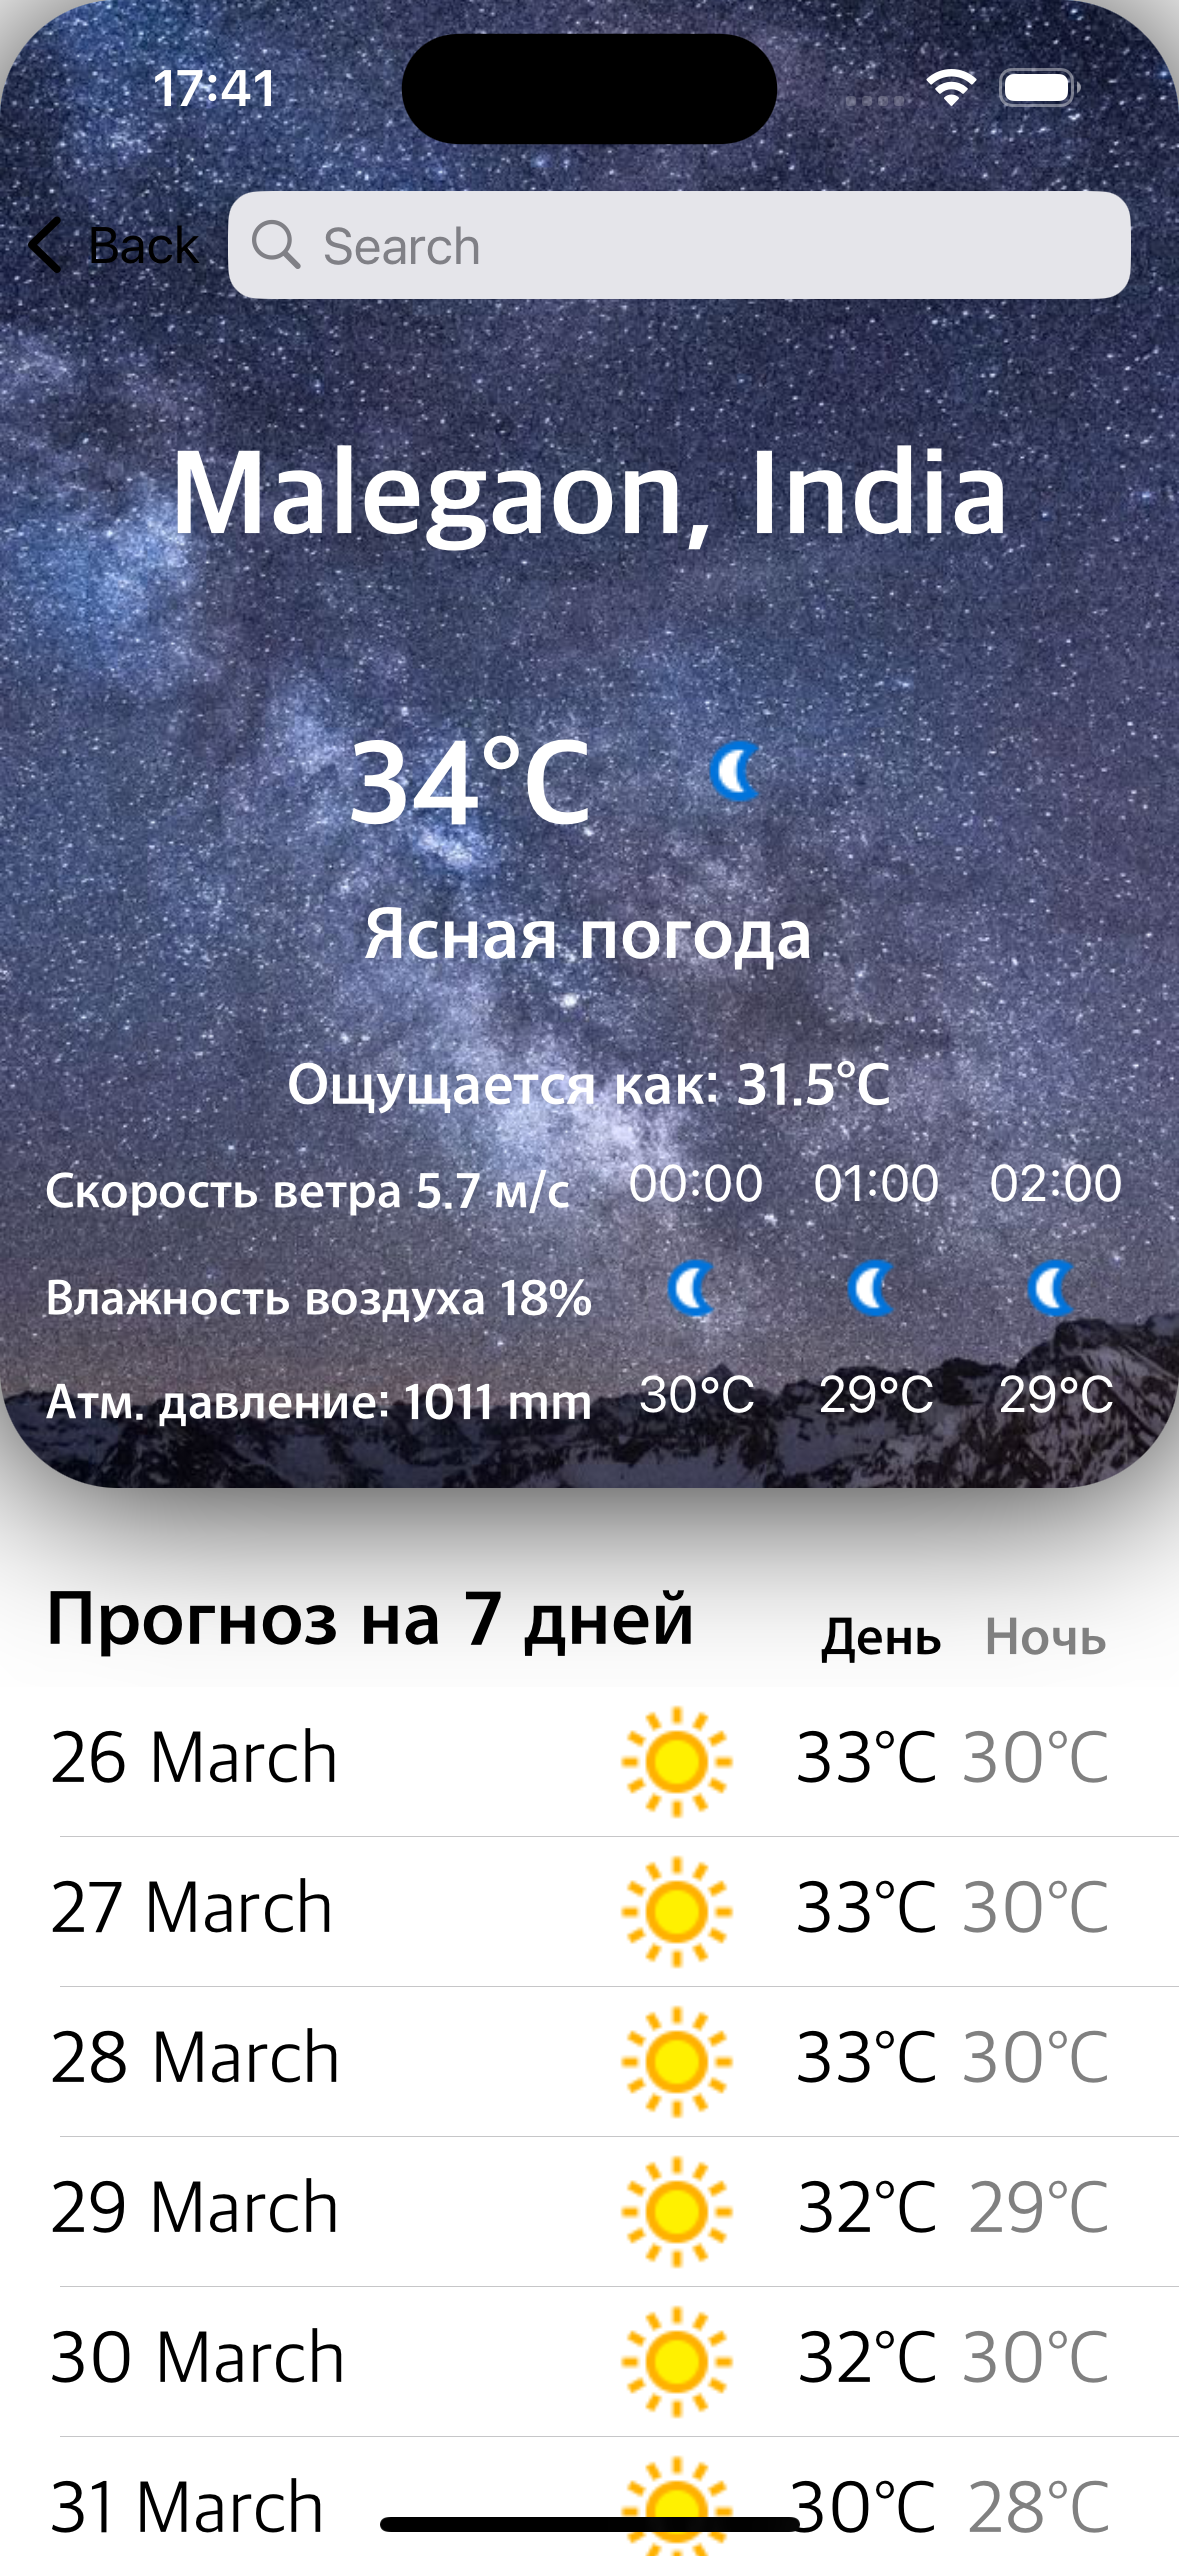 17:41
Back Search
Malegaon, India
34°C
Ясная погода
Ощущается как: 31.5°C
Скорость ветра 5.7 м/с
Влажность воздуха 18%
Атм. давление: 1011 mm
00:00 01:00 02:00
30°C 29°C 29°C
Прогноз на 7 дней День Ночь
26 March 33°C 30°C
27 March 33°C 30°C
28 March 33°C 30°C
29 March 32°C 29°C
30 March 32°C 30°C
31 March 30°C 28°C